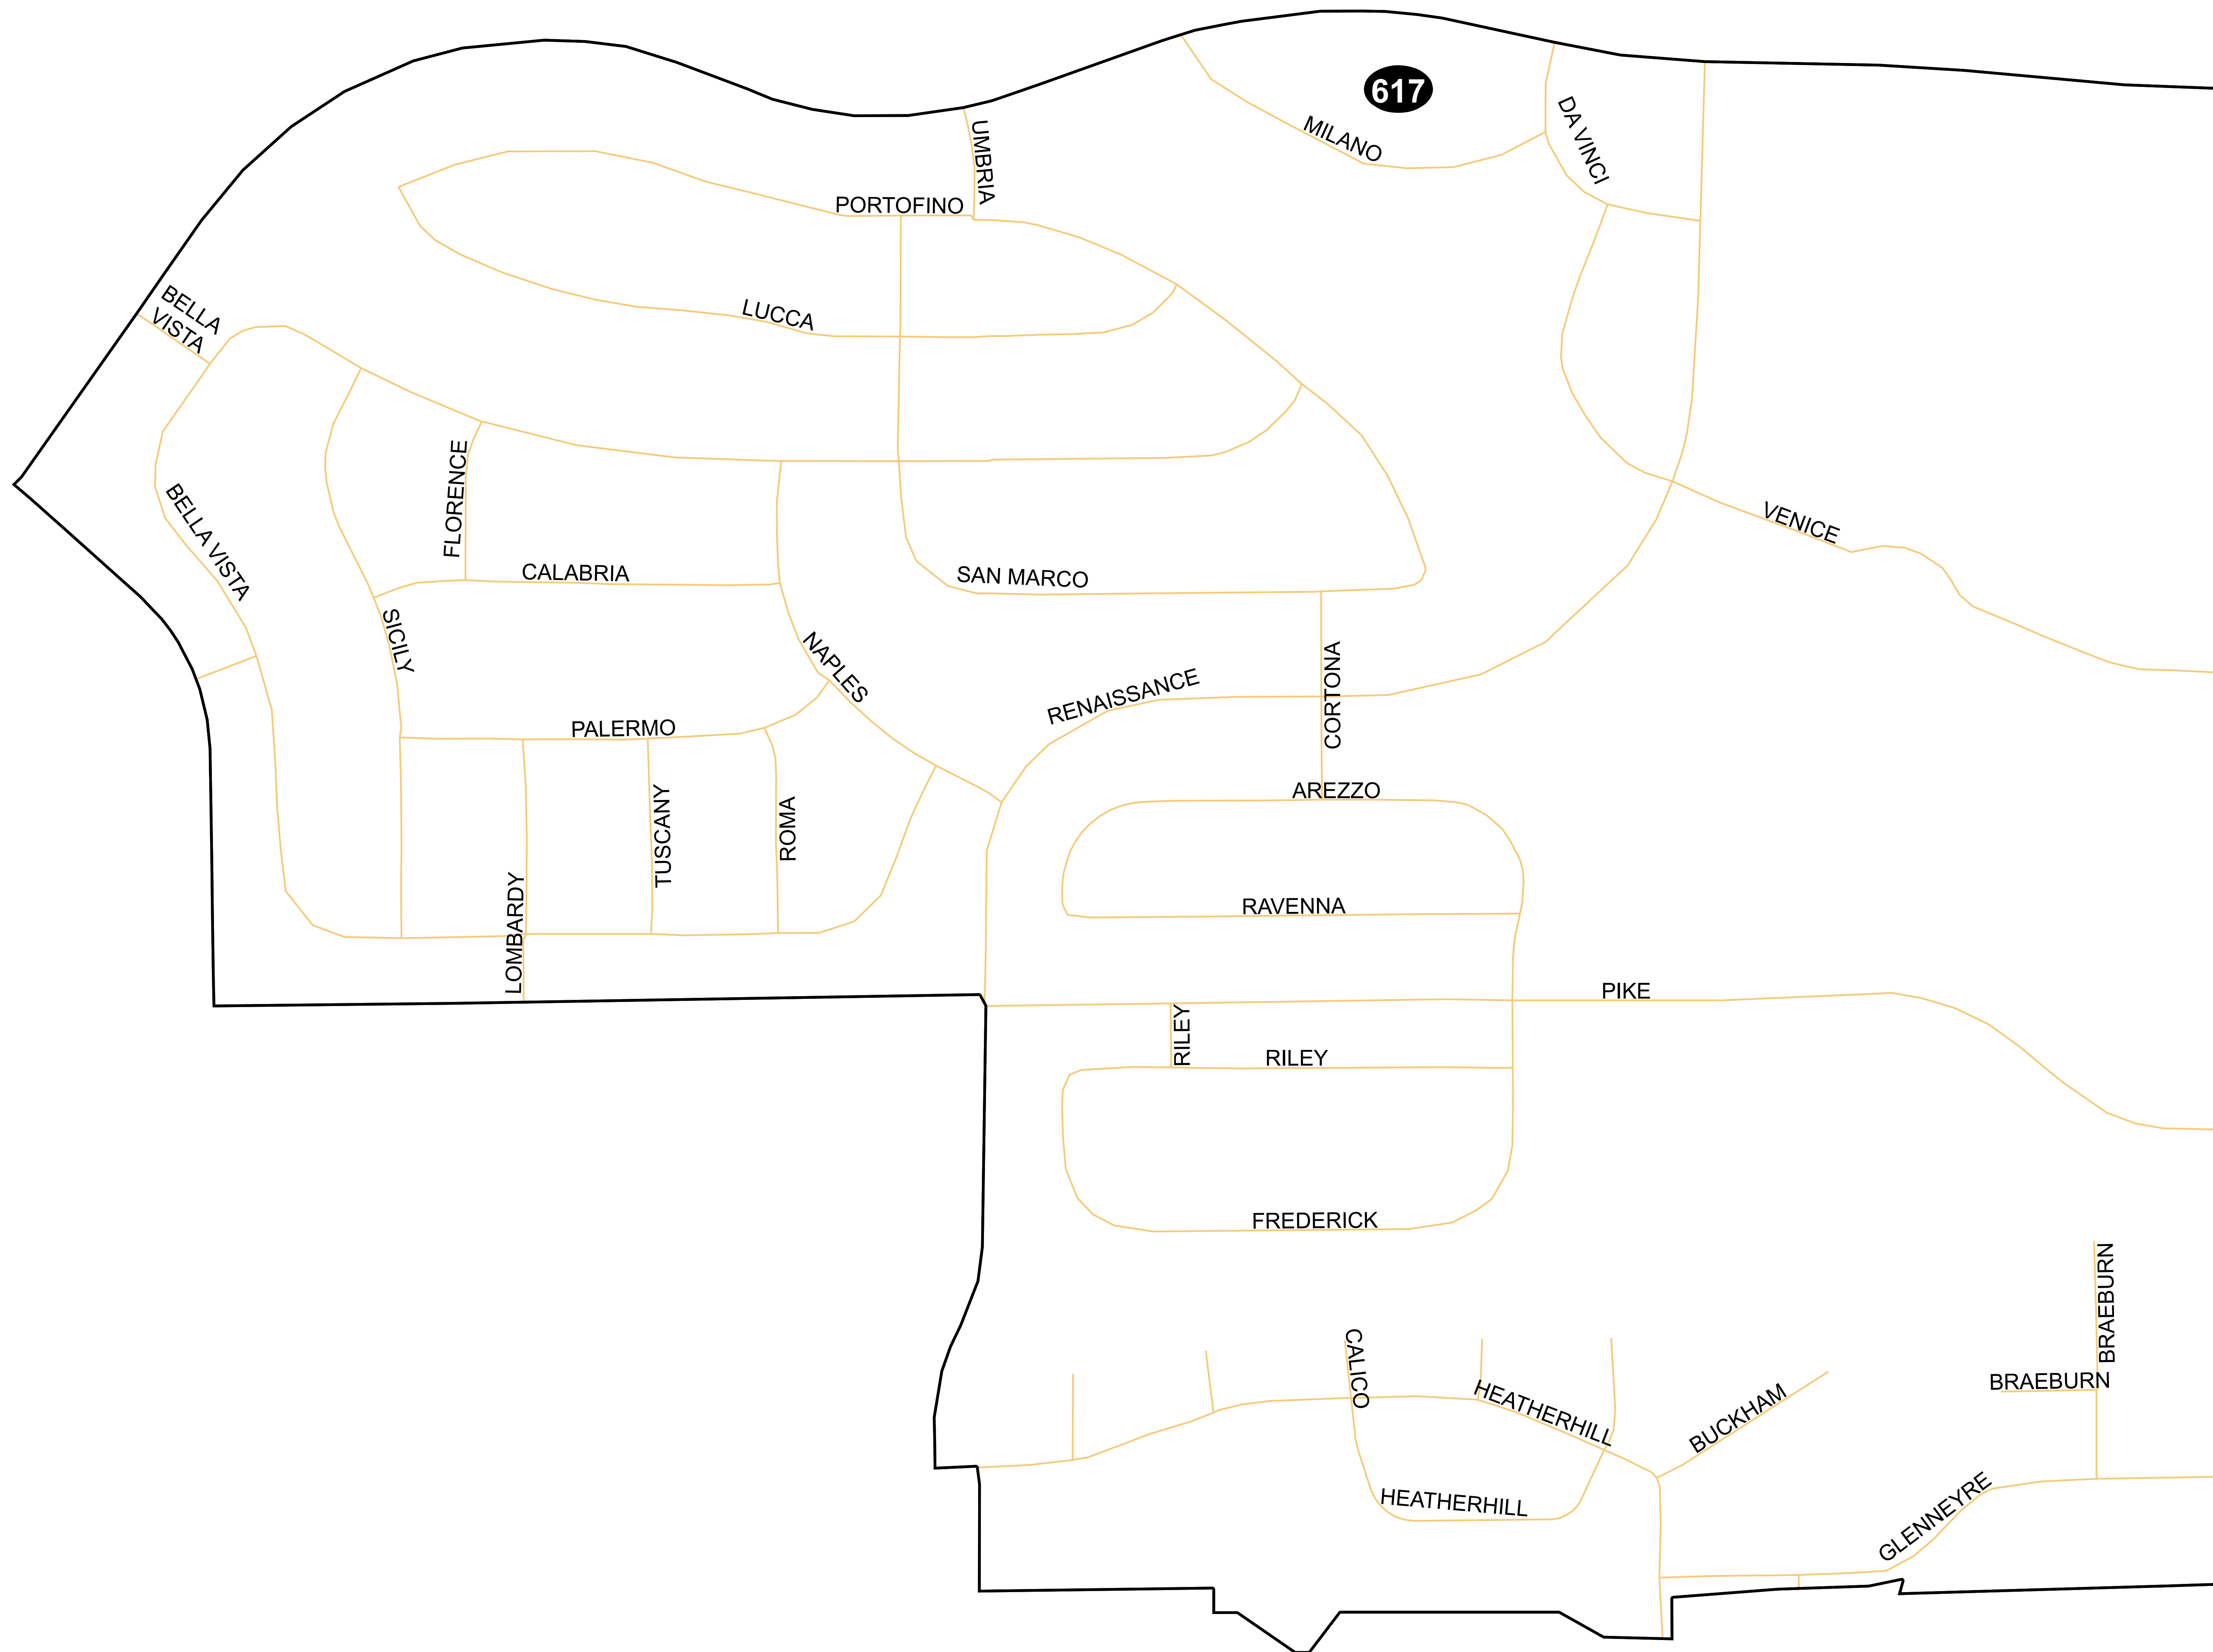 617
MILANO
DA VINCI
UMBRIA
PORTOFINO
LUCCA
BELLA
VISTA
FLORENCE
BELLA VISTA
VENICE
CALABRIA
SAN MARCO
SICILY
NAPLES
RENAISSANCE
CORTONA
PALERMO
AREZZO
TUSCANY
ROMA
LOMBARDY
RAVENNA
PIKE
RILEY
RILEY
FREDERICK
BRAEBURN
CALICO
BRAEBURN
HEATHERHILL
BUCKHAM
HEATHERHILL
GLENNEYRE